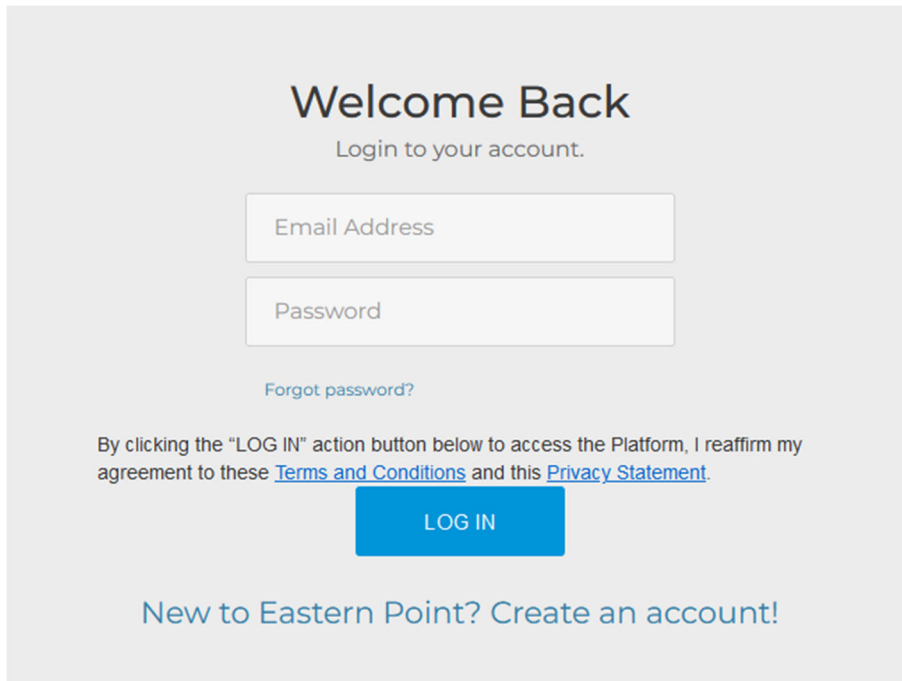 Welcome Back
Login to your account.
Email Address
Password
Forgot password?
By clicking the “LOG IN” action button below to access the Platform, I reaffirm my
agreement to these Terms and Conditions and this Privacy Statement.
LOG IN
New to Eastern Point? Create an account!